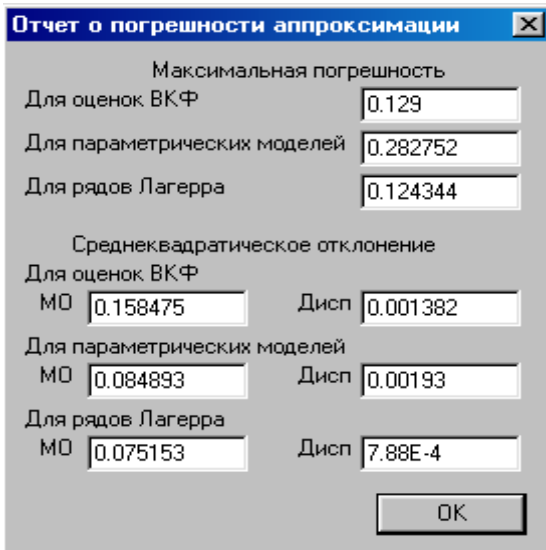 Отчет о погрешности аппроксимации
Максимальная погрешность
Для оценок ВКФ 0.129
Для параметрических моделей 0.282752
Для рядов Лагерра 0.124344
Среднеквадратическое отклонение
Для оценок ВКФ
МО 0.158475 Дисп 0.001382
Для параметрических моделей
МО 0.084893 Дисп 0.00193
Для рядов Лагерра
МО 0.075153 Дисп 7.88E-4
OK